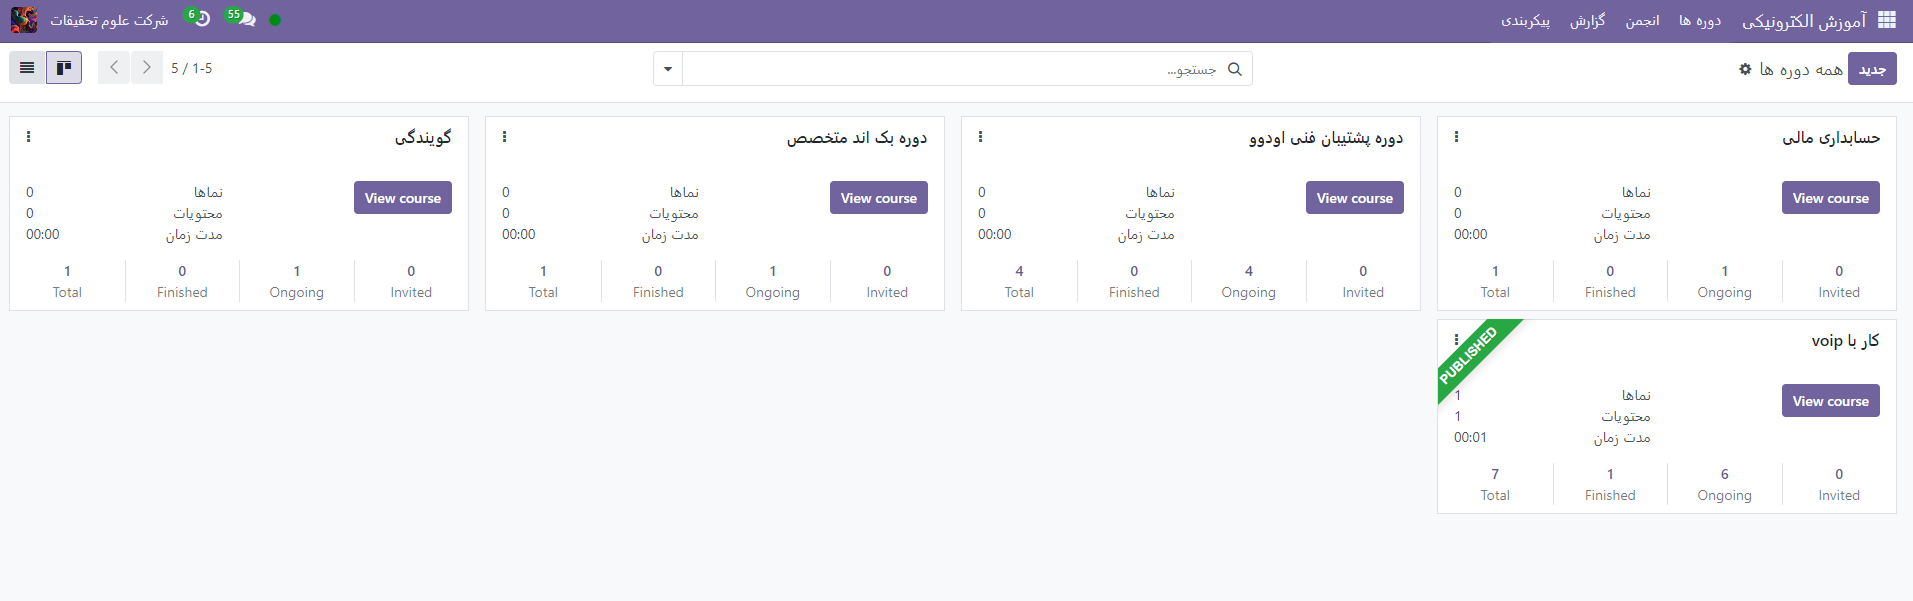 آموزش الکترونیکی
دوره ها
انجمن
گزارش
پیکربندی
55
6
شرکت علوم تحقیقات
جدید
همه دوره ها
جستجو...
5 / 1-5
حسابداری مالی
View course
نماها 0
محتویات 0
مدت زمان 00:00
0 1 0 1
Invited Ongoing Finished Total
دوره پشتیبان فنی اودوو
View course
نماها 0
محتویات 0
مدت زمان 00:00
0 4 0 4
Invited Ongoing Finished Total
دوره بک اند متخصص
View course
نماها 0
محتویات 0
مدت زمان 00:00
0 1 0 1
Invited Ongoing Finished Total
گویندگی
View course
نماها 0
محتویات 0
مدت زمان 00:00
0 1 0 1
Invited Ongoing Finished Total
کار با voip
PUBLISHED
View course
نماها 1
محتویات 1
مدت زمان 00:01
0 6 1 7
Invited Ongoing Finished Total